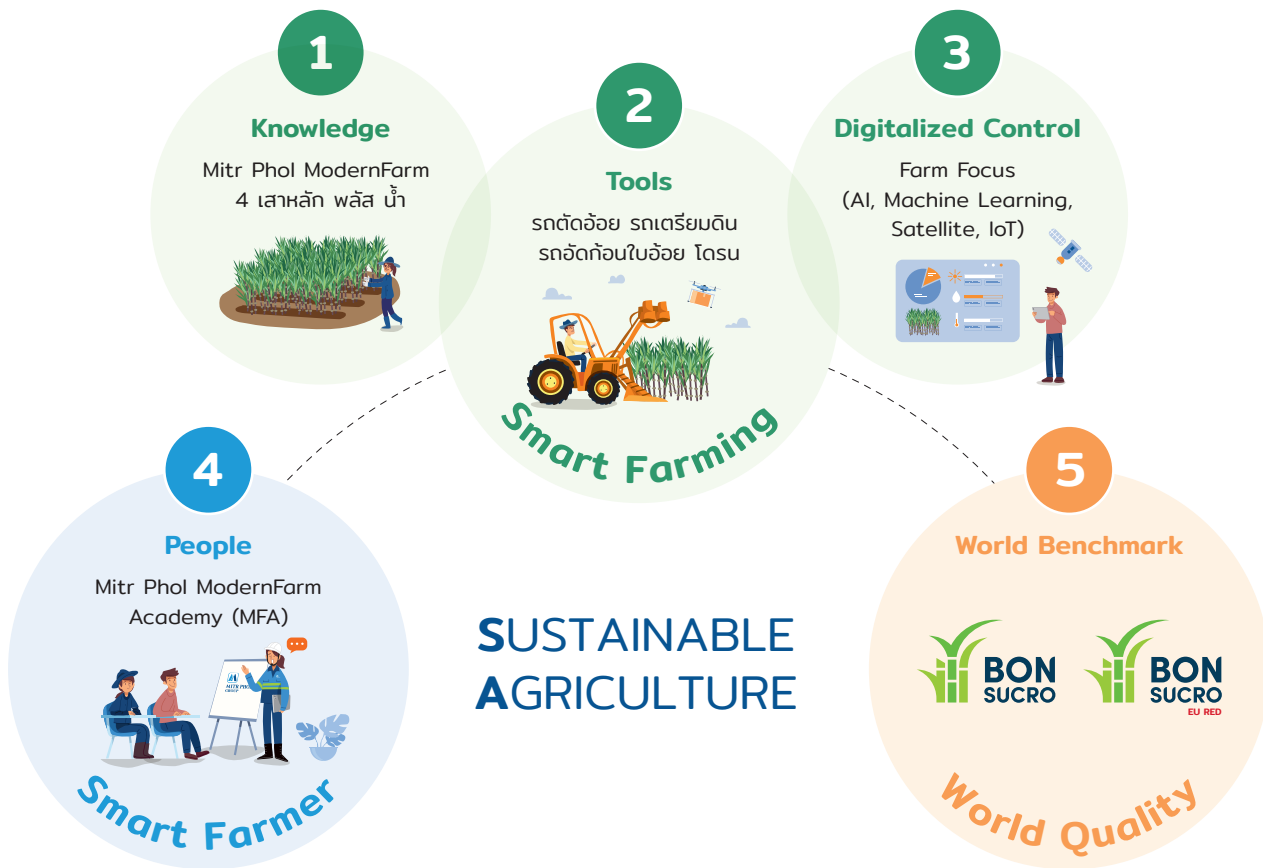 1
Knowledge
Mitr Phol ModernFarm
4 เสาหลัก พลัส น้ำ
2
Tools
รถตัดอ้อย รถเตรียมดิน
รถอัดก้อนใบอ้อย โดรน
3
Digitalized Control
Farm Focus
(AI, Machine Learning,
Satellite, IoT)
Smart Farming
4
People
Mitr Phol ModernFarm
Academy (MFA)
MITR PHOL
GROUP
Smart Farmer
SUSTAINABLE
AGRICULTURE
5
World Benchmark
BON
SUCRO
BON
SUCRO
EU RED
World Quality